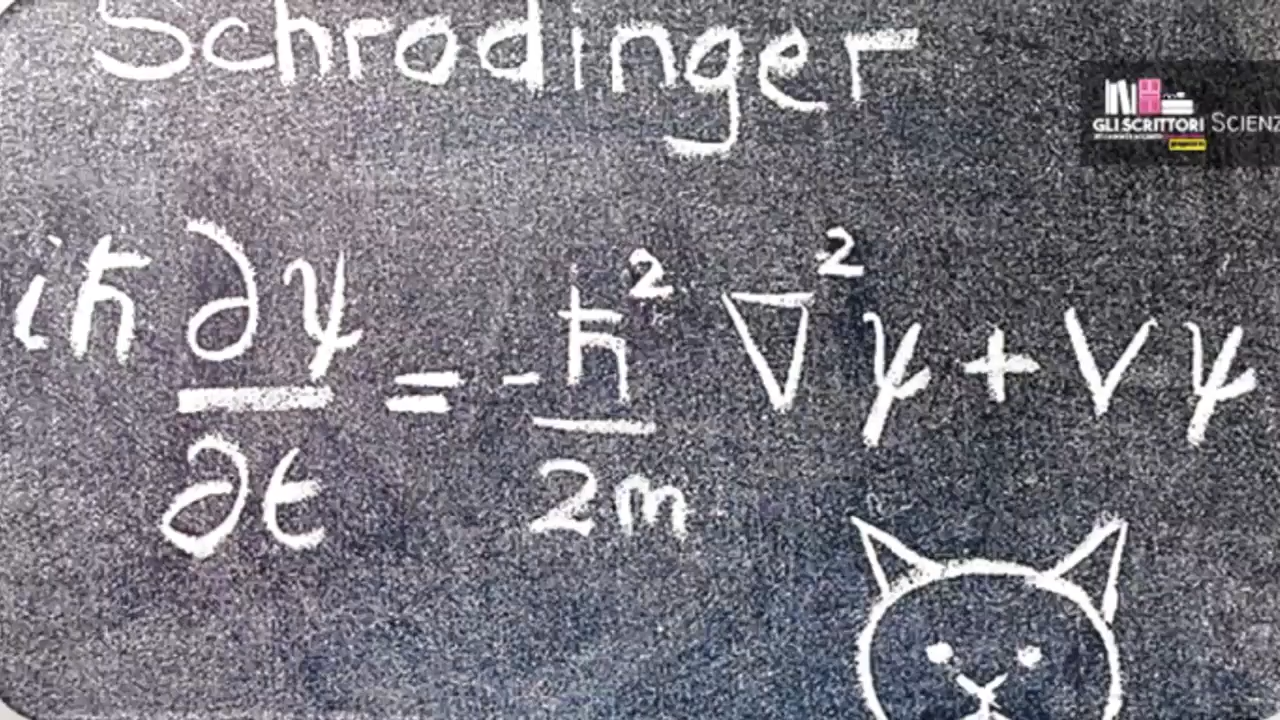 Schrodinger
GLI SCRITTORI SCIENZ
iħ ∂ψ/∂t = - ħ²/2m ∇²ψ + Vψ